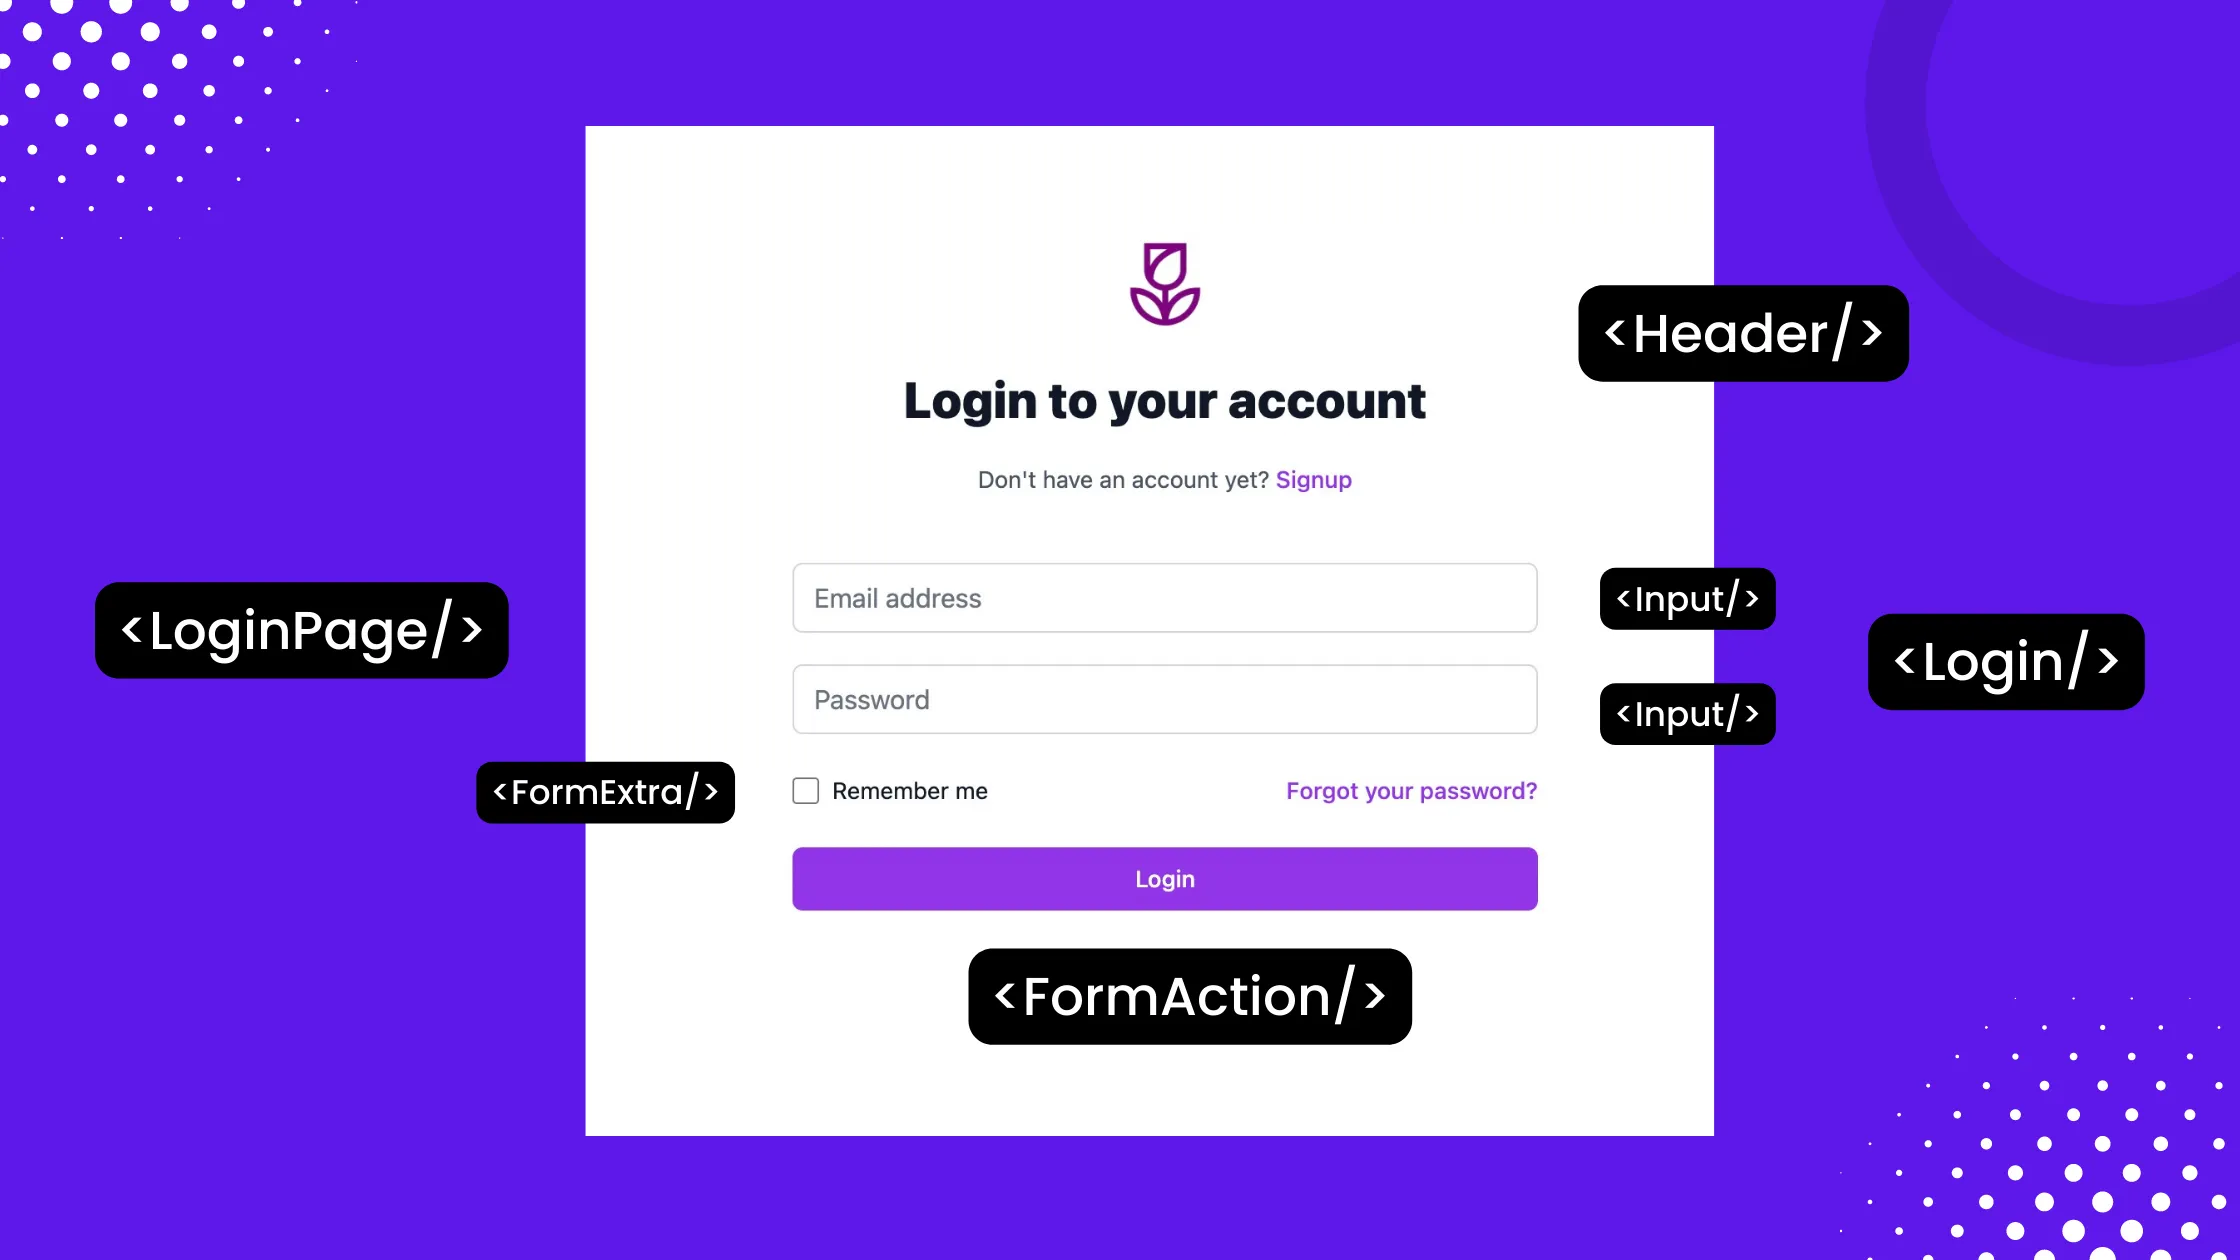 <Header/>
Login to your account
Don't have an account yet? Signup
<LoginPage/>
Email address
<Input/>
<Login/>
Password
<Input/>
<FormExtra/>
Remember me
Forgot your password?
Login
<FormAction/>